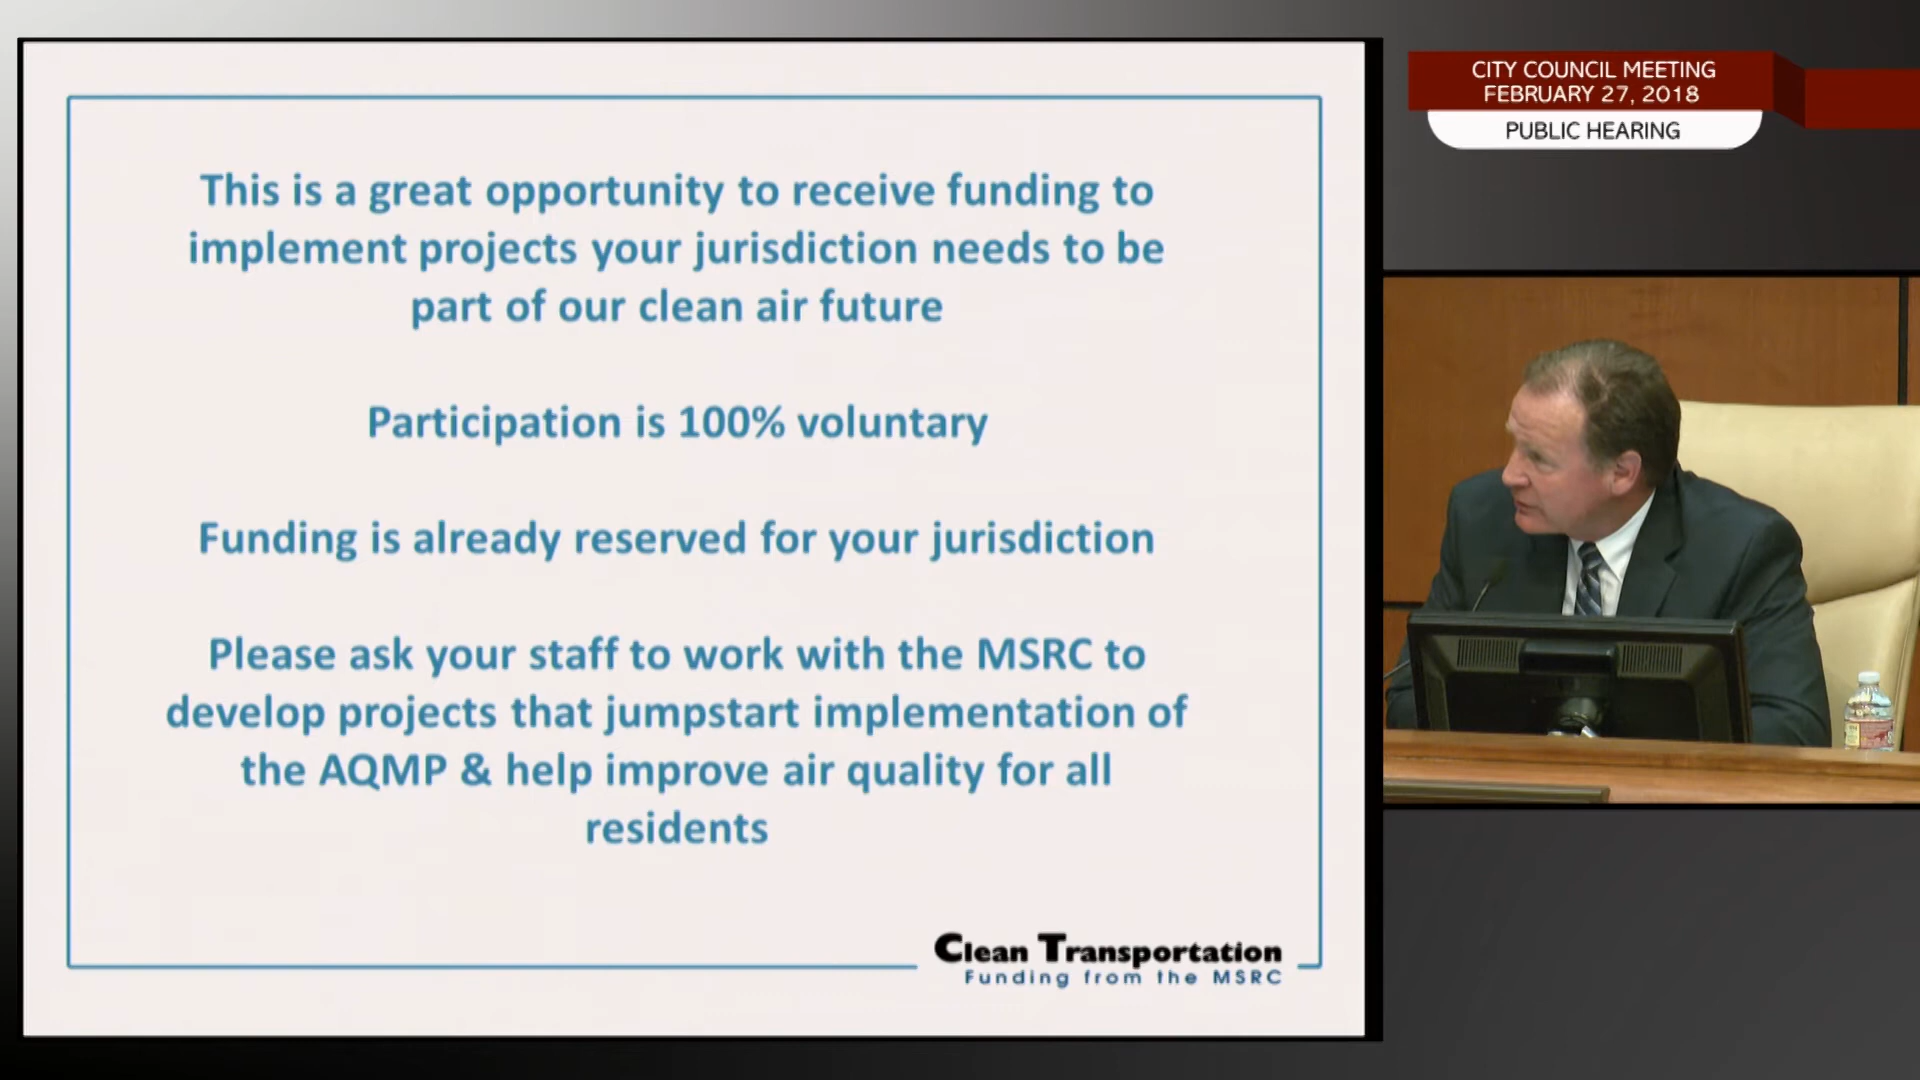 CITY COUNCIL MEETING
FEBRUARY 27, 2018
PUBLIC HEARING
This is a great opportunity to receive funding to
implement projects your jurisdiction needs to be
part of our clean air future
Participation is 100% voluntary
Funding is already reserved for your jurisdiction
Please ask your staff to work with the MSRC to
develop projects that jumpstart implementation of
the AQMP & help improve air quality for all
residents
Clean Transportation
Funding from the MSRC